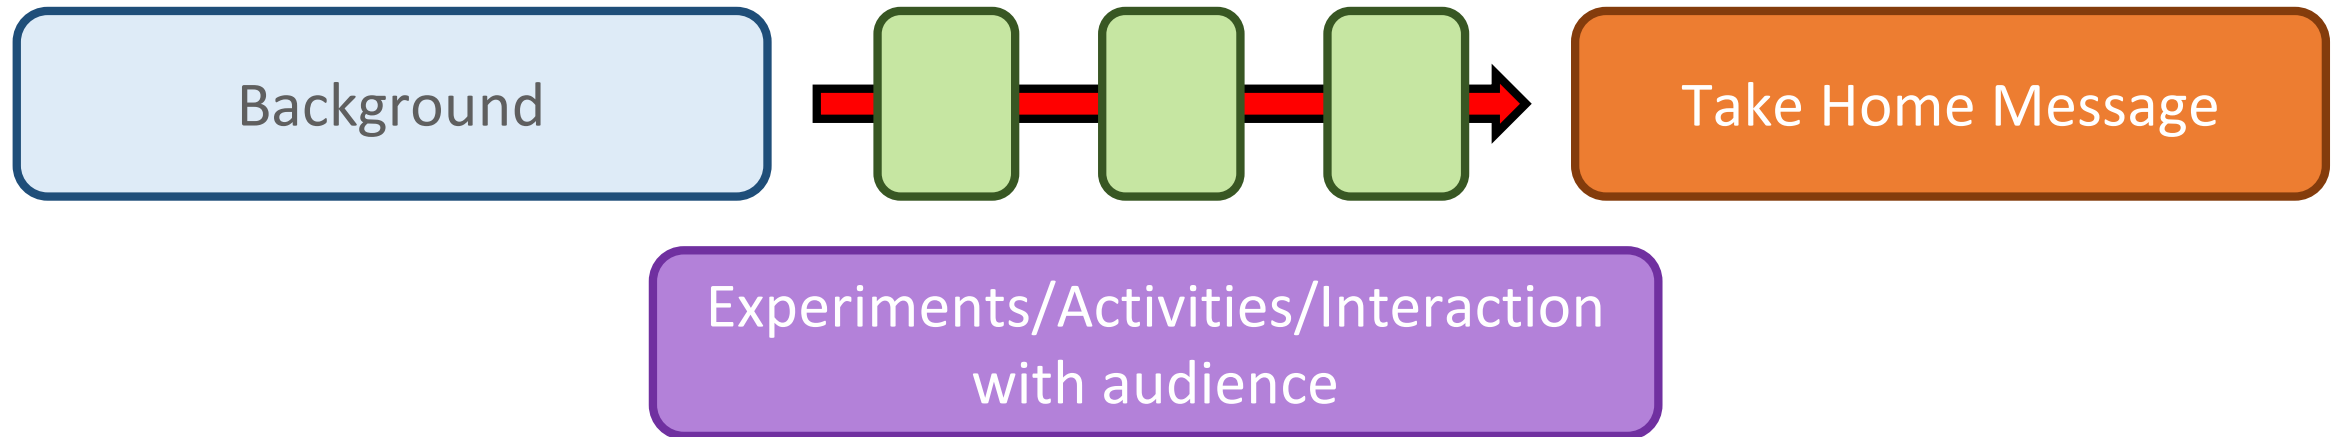 Background
Take Home Message
Experiments/Activities/Interaction
with audience